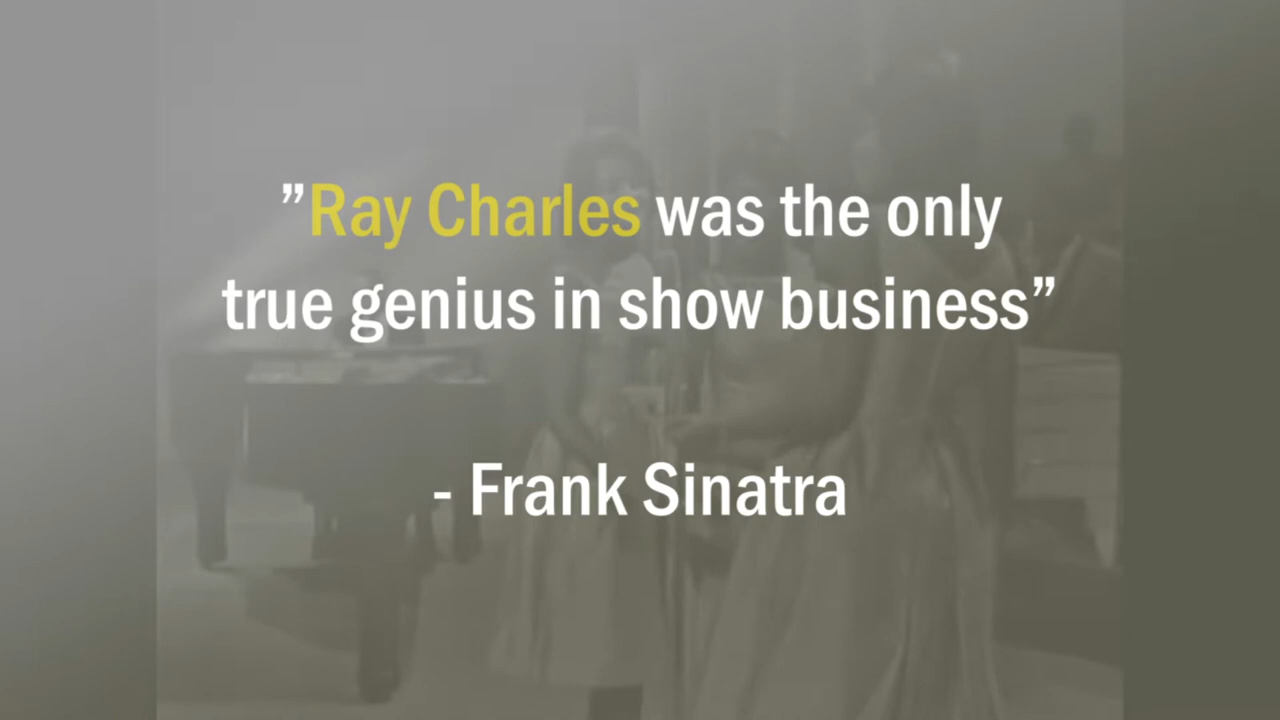 ”Ray Charles was the only
true genius in show business”
- Frank Sinatra